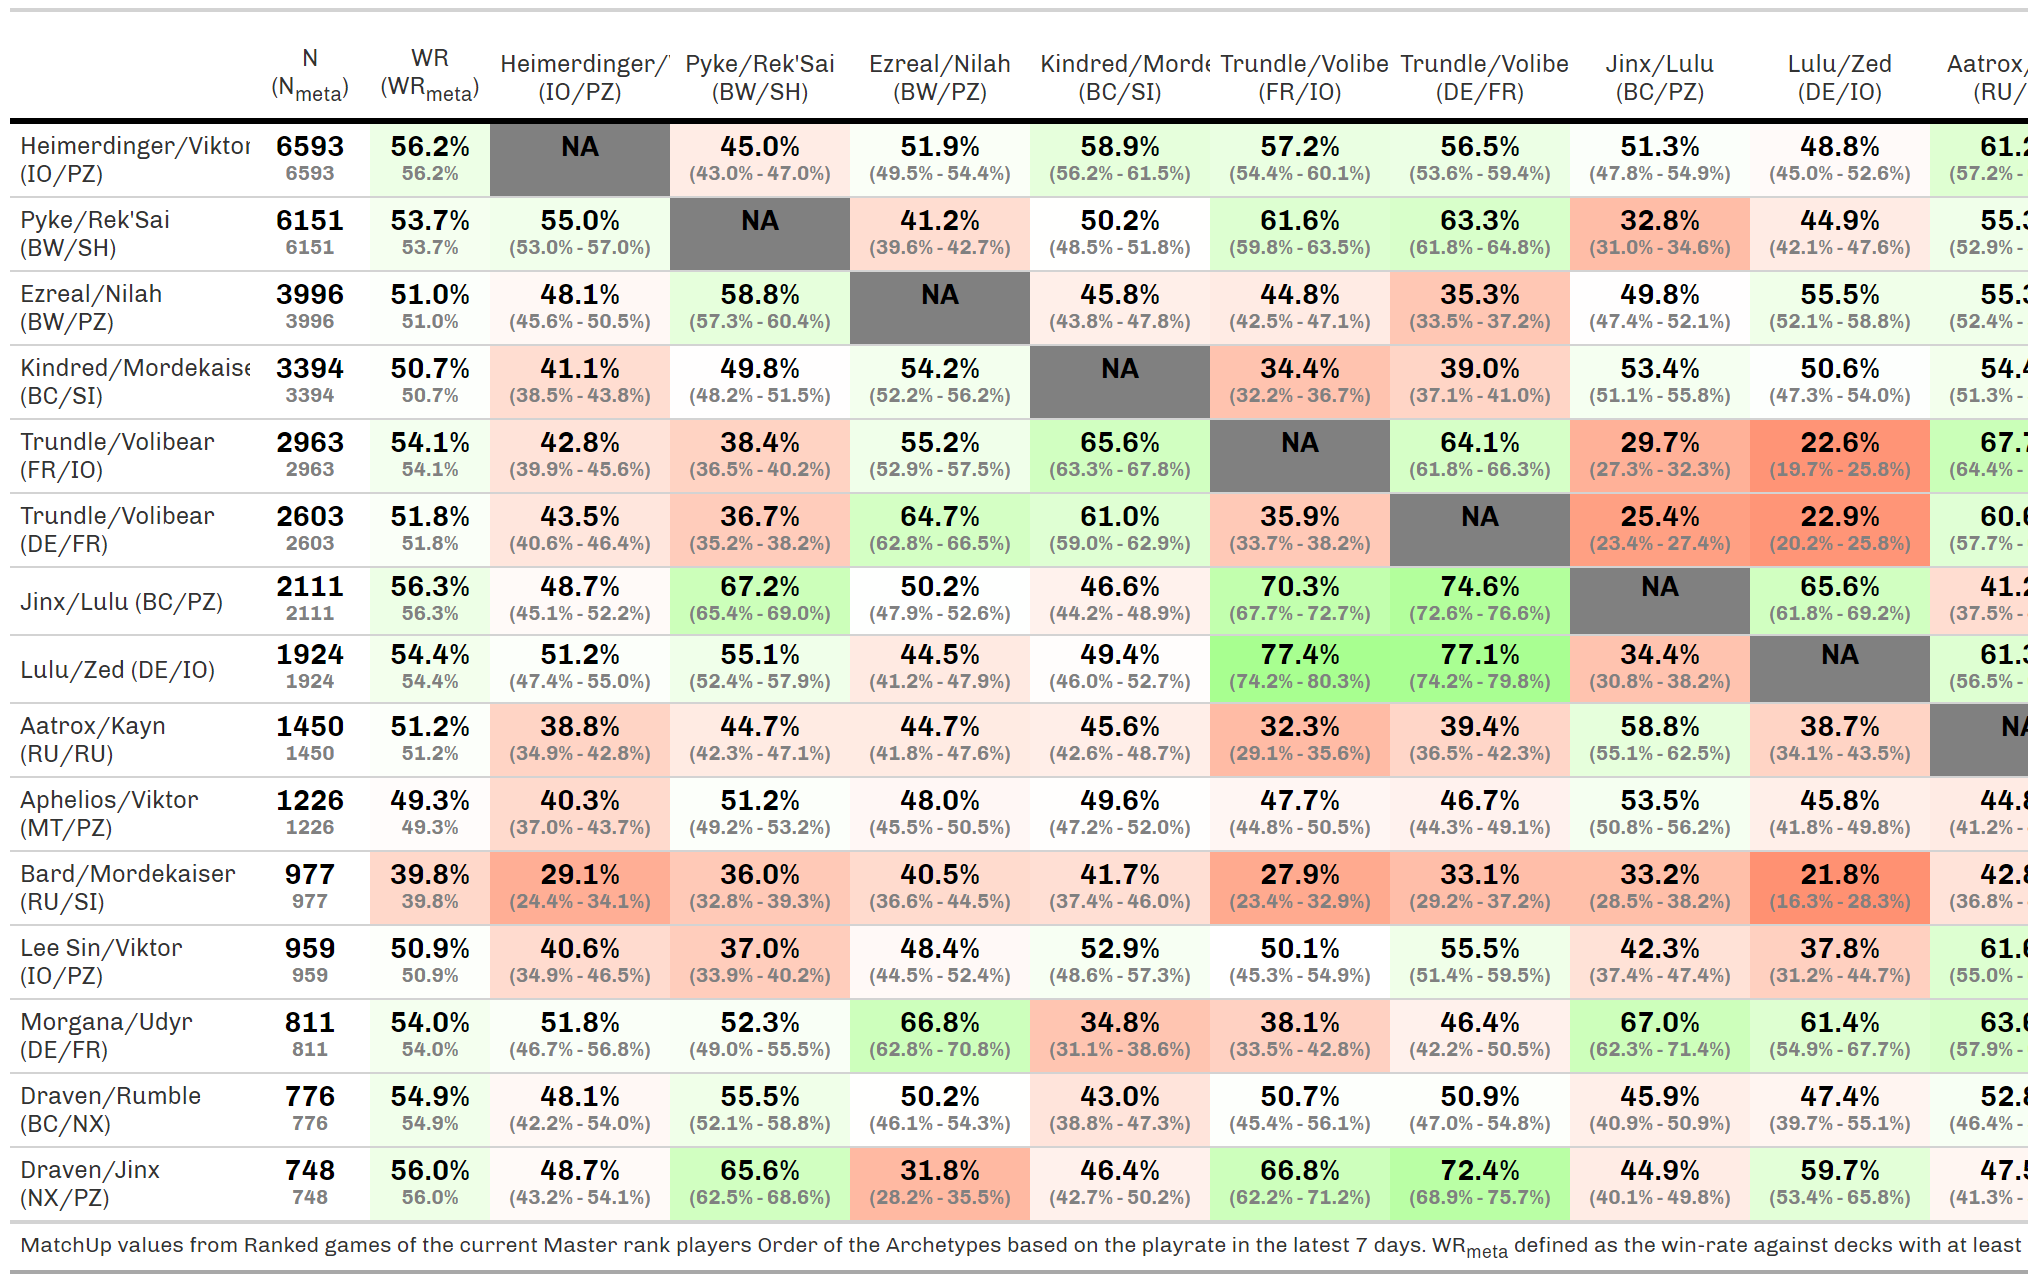 N WR Heimerdinger/ Pyke/Rek'Sai Ezreal/Nilah Kindred/Morde Trundle/Volibe Trundle/Volibe Jinx/Lulu Lulu/Zed Aatrox/
(Nmeta) (WRmeta) (IO/PZ) (BW/SH) (BW/PZ) (BC/SI) (FR/IO) (DE/FR) (BC/PZ) (DE/IO) (RU/
Heimerdinger/Viktor 6593 56.2% NA 45.0% 51.9% 58.9% 57.2% 56.5% 51.3% 48.8% 61.2
(IO/PZ) 6593 56.2% (43.0% - 47.0%) (49.5% - 54.4%) (56.2% - 61.5%) (54.4% - 60.1%) (53.6% - 59.4%) (47.8% - 54.9%) (45.0% - 52.6%) (57.2% -
Pyke/Rek'Sai 6151 53.7% 55.0% NA 41.2% 50.2% 61.6% 63.3% 32.8% 44.9% 55.3
(BW/SH) 6151 53.7% (53.0% - 57.0%) (39.6% - 42.7%) (48.5% - 51.8%) (59.8% - 63.5%) (61.8% - 64.8%) (31.0% - 34.6%) (42.1% - 47.6%) (52.9% -
Ezreal/Nilah 3996 51.0% 48.1% 58.8% NA 45.8% 44.8% 35.3% 49.8% 55.5% 55.3
(BW/PZ) 3996 51.0% (45.6% - 50.5%) (57.3% - 60.4%) (43.8% - 47.8%) (42.5% - 47.1%) (33.5% - 37.2%) (47.4% - 52.1%) (52.1% - 58.8%) (52.4% -
Kindred/Mordekaise 3394 50.7% 41.1% 49.8% 54.2% NA 34.4% 39.0% 53.4% 50.6% 54.4
(BC/SI) 3394 50.7% (38.5% - 43.8%) (48.2% - 51.5%) (52.2% - 56.2%) (32.2% - 36.7%) (37.1% - 41.0%) (51.1% - 55.8%) (47.3% - 54.0%) (51.3% -
Trundle/Volibear 2963 54.1% 42.8% 38.4% 55.2% 65.6% NA 64.1% 29.7% 22.6% 67.7
(FR/IO) 2963 54.1% (39.9% - 45.6%) (36.5% - 40.2%) (52.9% - 57.5%) (63.3% - 67.8%) (61.8% - 66.3%) (27.3% - 32.3%) (19.7% - 25.8%) (64.4% -
Trundle/Volibear 2603 51.8% 43.5% 36.7% 64.7% 61.0% 35.9% NA 25.4% 22.9% 60.6
(DE/FR) 2603 51.8% (40.6% - 46.4%) (35.2% - 38.2%) (62.8% - 66.5%) (59.0% - 62.9%) (33.7% - 38.2%) (23.4% - 27.4%) (20.2% - 25.8%) (57.7% -
Jinx/Lulu (BC/PZ) 2111 56.3% 48.7% 67.2% 50.2% 46.6% 70.3% 74.6% NA 65.6% 41.2
2111 56.3% (45.1% - 52.2%) (65.4% - 69.0%) (47.9% - 52.6%) (44.2% - 48.9%) (67.7% - 72.7%) (72.6% - 76.6%) (61.8% - 69.2%) (37.5% -
Lulu/Zed (DE/IO) 1924 54.4% 51.2% 55.1% 44.5% 49.4% 77.4% 77.1% 34.4% NA 61.3
1924 54.4% (47.4% - 55.0%) (52.4% - 57.9%) (41.2% - 47.9%) (46.0% - 52.7%) (74.2% - 80.3%) (74.2% - 79.8%) (30.8% - 38.2%) (56.5% -
Aatrox/Kayn 1450 51.2% 38.8% 44.7% 44.7% 45.6% 32.3% 39.4% 58.8% 38.7% NA
(RU/RU) 1450 51.2% (34.9% - 42.8%) (42.3% - 47.1%) (41.8% - 47.6%) (42.6% - 48.7%) (29.1% - 35.6%) (36.5% - 42.3%) (55.1% - 62.5%) (34.1% - 43.5%)
Aphelios/Viktor 1226 49.3% 40.3% 51.2% 48.0% 49.6% 47.7% 46.7% 53.5% 45.8% 44.8
(MT/PZ) 1226 49.3% (37.0% - 43.7%) (49.2% - 53.2%) (45.5% - 50.5%) (47.2% - 52.0%) (44.8% - 50.5%) (44.3% - 49.1%) (50.8% - 56.2%) (41.8% - 49.8%) (41.2% -
Bard/Mordekaiser 977 39.8% 29.1% 36.0% 40.5% 41.7% 27.9% 33.1% 33.2% 21.8% 42.8
(RU/SI) 977 39.8% (24.4% - 34.1%) (32.8% - 39.3%) (36.6% - 44.5%) (37.4% - 46.0%) (23.4% - 32.9%) (29.2% - 37.2%) (28.5% - 38.2%) (16.3% - 28.3%) (36.8% -
Lee Sin/Viktor 959 50.9% 40.6% 37.0% 48.4% 52.9% 50.1% 55.5% 42.3% 37.8% 61.6
(IO/PZ) 959 50.9% (34.9% - 46.5%) (33.9% - 40.2%) (44.5% - 52.4%) (48.6% - 57.3%) (45.3% - 54.9%) (51.4% - 59.5%) (37.4% - 47.4%) (31.2% - 44.7%) (55.0% -
Morgana/Udyr 811 54.0% 51.8% 52.3% 66.8% 34.8% 38.1% 46.4% 67.0% 61.4% 63.6
(DE/FR) 811 54.0% (46.7% - 56.8%) (49.0% - 55.5%) (62.8% - 70.8%) (31.1% - 38.6%) (33.5% - 42.8%) (42.2% - 50.5%) (62.3% - 71.4%) (54.9% - 67.7%) (57.9% -
Draven/Rumble 776 54.9% 48.1% 55.5% 50.2% 43.0% 50.7% 50.9% 45.9% 47.4% 52.8
(BC/NX) 776 54.9% (42.2% - 54.0%) (52.1% - 58.8%) (46.1% - 54.3%) (38.8% - 47.3%) (45.4% - 56.1%) (47.0% - 54.8%) (40.9% - 50.9%) (39.7% - 55.1%) (46.4% -
Draven/Jinx 748 56.0% 48.7% 65.6% 31.8% 46.4% 66.8% 72.4% 44.9% 59.7% 47.5
(NX/PZ) 748 56.0% (43.2% - 54.1%) (62.5% - 68.6%) (28.2% - 35.5%) (42.7% - 50.2%) (62.2% - 71.2%) (68.9% - 75.7%) (40.1% - 49.8%) (53.4% - 65.8%) (41.3% -
MatchUp values from Ranked games of the current Master rank players Order of the Archetypes based on the playrate in the latest 7 days. WRmeta defined as the win-rate against decks with at least